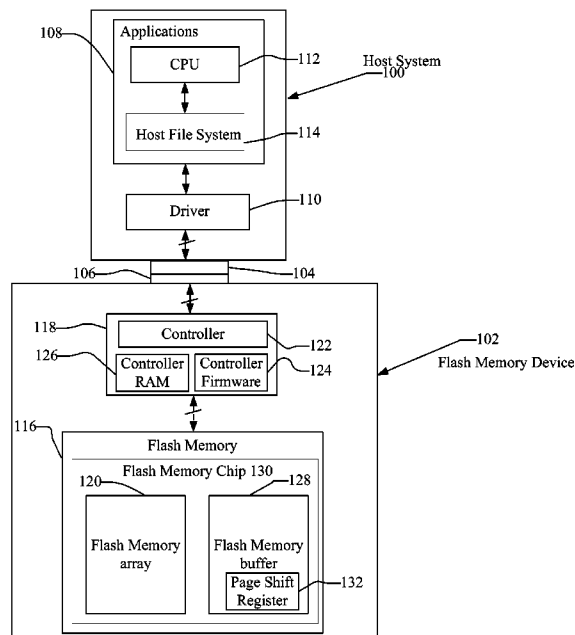 Applications
108
CPU
112
Host System
100
Host File System
114
Driver
110
106
104
118
Controller
122
126
Controller
RAM
Controller
Firmware
124
102
Flash Memory Device
116
Flash Memory
Flash Memory Chip 130
120
128
Flash Memory
array
Flash Memory
buffer
Page Shift
Register
132